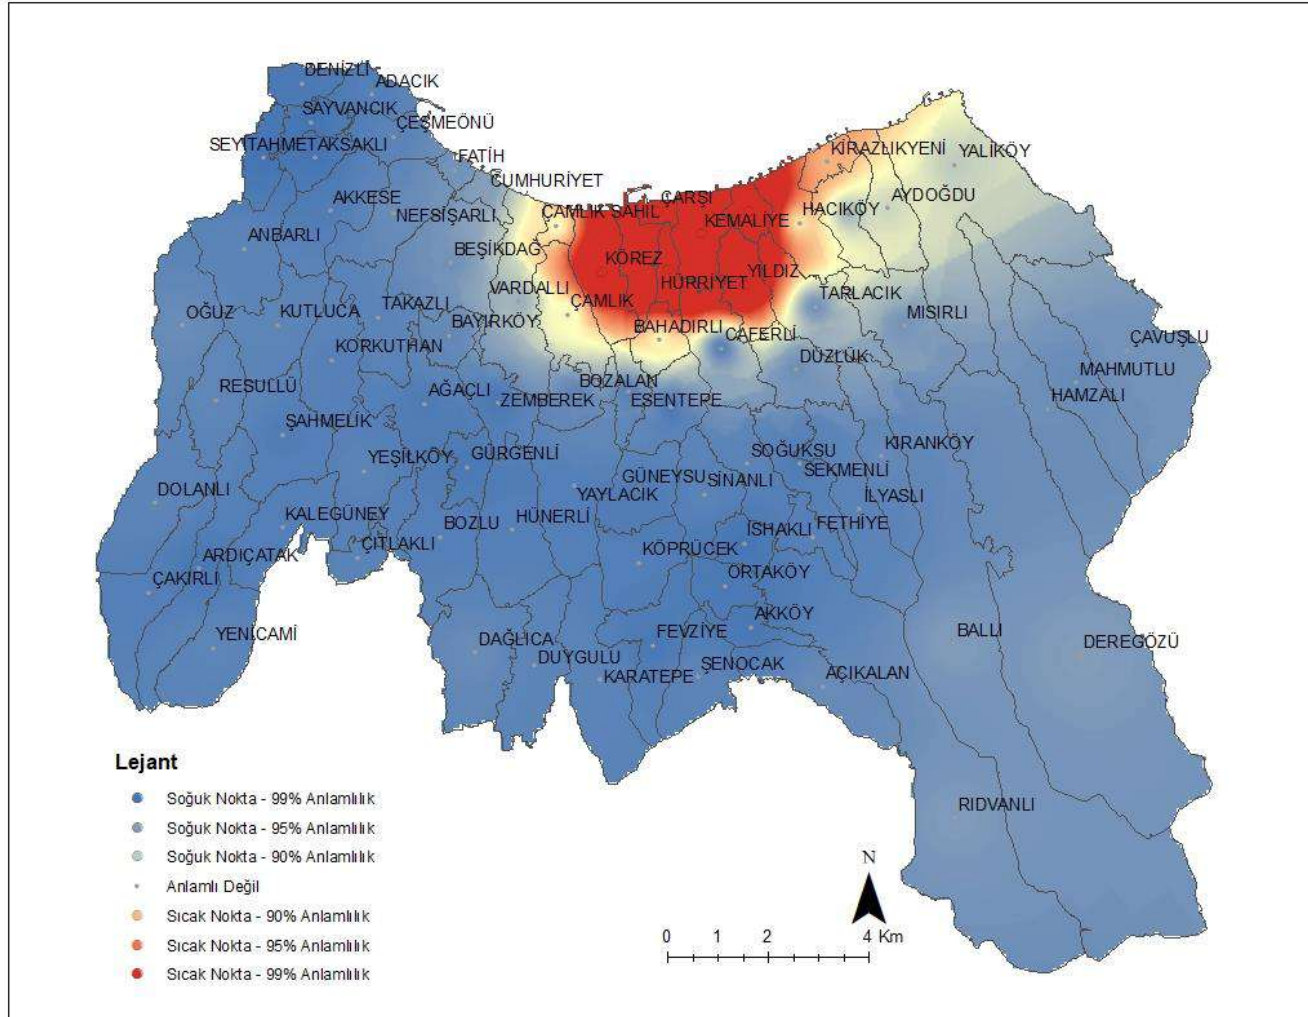 DENİZLİ
ADACIK
SAYVANCIK
ÇEŞMEÖNÜ
SEYİTAHMET
AKSAKLI
FATİH
KİRAZLIK
YENİ
YALIKÖY
CUMHURİYET
AKKESE
ÇARŞI
AYDOĞDU
NEFSİŞARLI
ÇAMLIK SAHİL
KEMALİYE
HACIKÖY
ANBARLI
BEŞİKDAĞ
KÖREZ
YILDIZ
HÜRRİYET
VARDALLI
TARLACIK
OĞUZ
KUTLUCA
TAKAZLI
ÇAMLIK
MISIRLI
BAYIRKÖY
BAHADIRLI
CAFERLİ
ÇAVUŞLU
KORKUTHAN
DÜZLÜK
MAHMUTLU
RESULLÜ
AĞAÇLI
BOZALAN
HAMZALI
ZEMBEREK
ESENTEPE
ŞAHMELİK
KIRANKÖY
YEŞİLKÖY
GÜRGENLİ
SOĞUKSU
SEKMENLİ
GÜNEYSU
SİNANLI
DOLANLI
YAYLACIK
İLYASLI
KALEGÜNEY
BOZLU
HÜNERLİ
İSHAKLI
FETHİYE
ÇITLAKLI
KÖPRÜCEK
ARDIÇATAK
ORTAKÖY
ÇAKIRLI
AKKÖY
YENİCAMİ
DAĞLICA
FEVZİYE
BALLI
DEREGÖZÜ
DUYGULU
ŞENOCAK
KARATEPE
AÇIKALAN
RIDVANLI
Lejant
Soğuk Nokta - 99% Anlamlılık
Soğuk Nokta - 95% Anlamlılık
Soğuk Nokta - 90% Anlamlılık
Anlamlı Değil
Sıcak Nokta - 90% Anlamlılık
Sıcak Nokta - 95% Anlamlılık
Sıcak Nokta - 99% Anlamlılık
N
0 1 2 4 Km